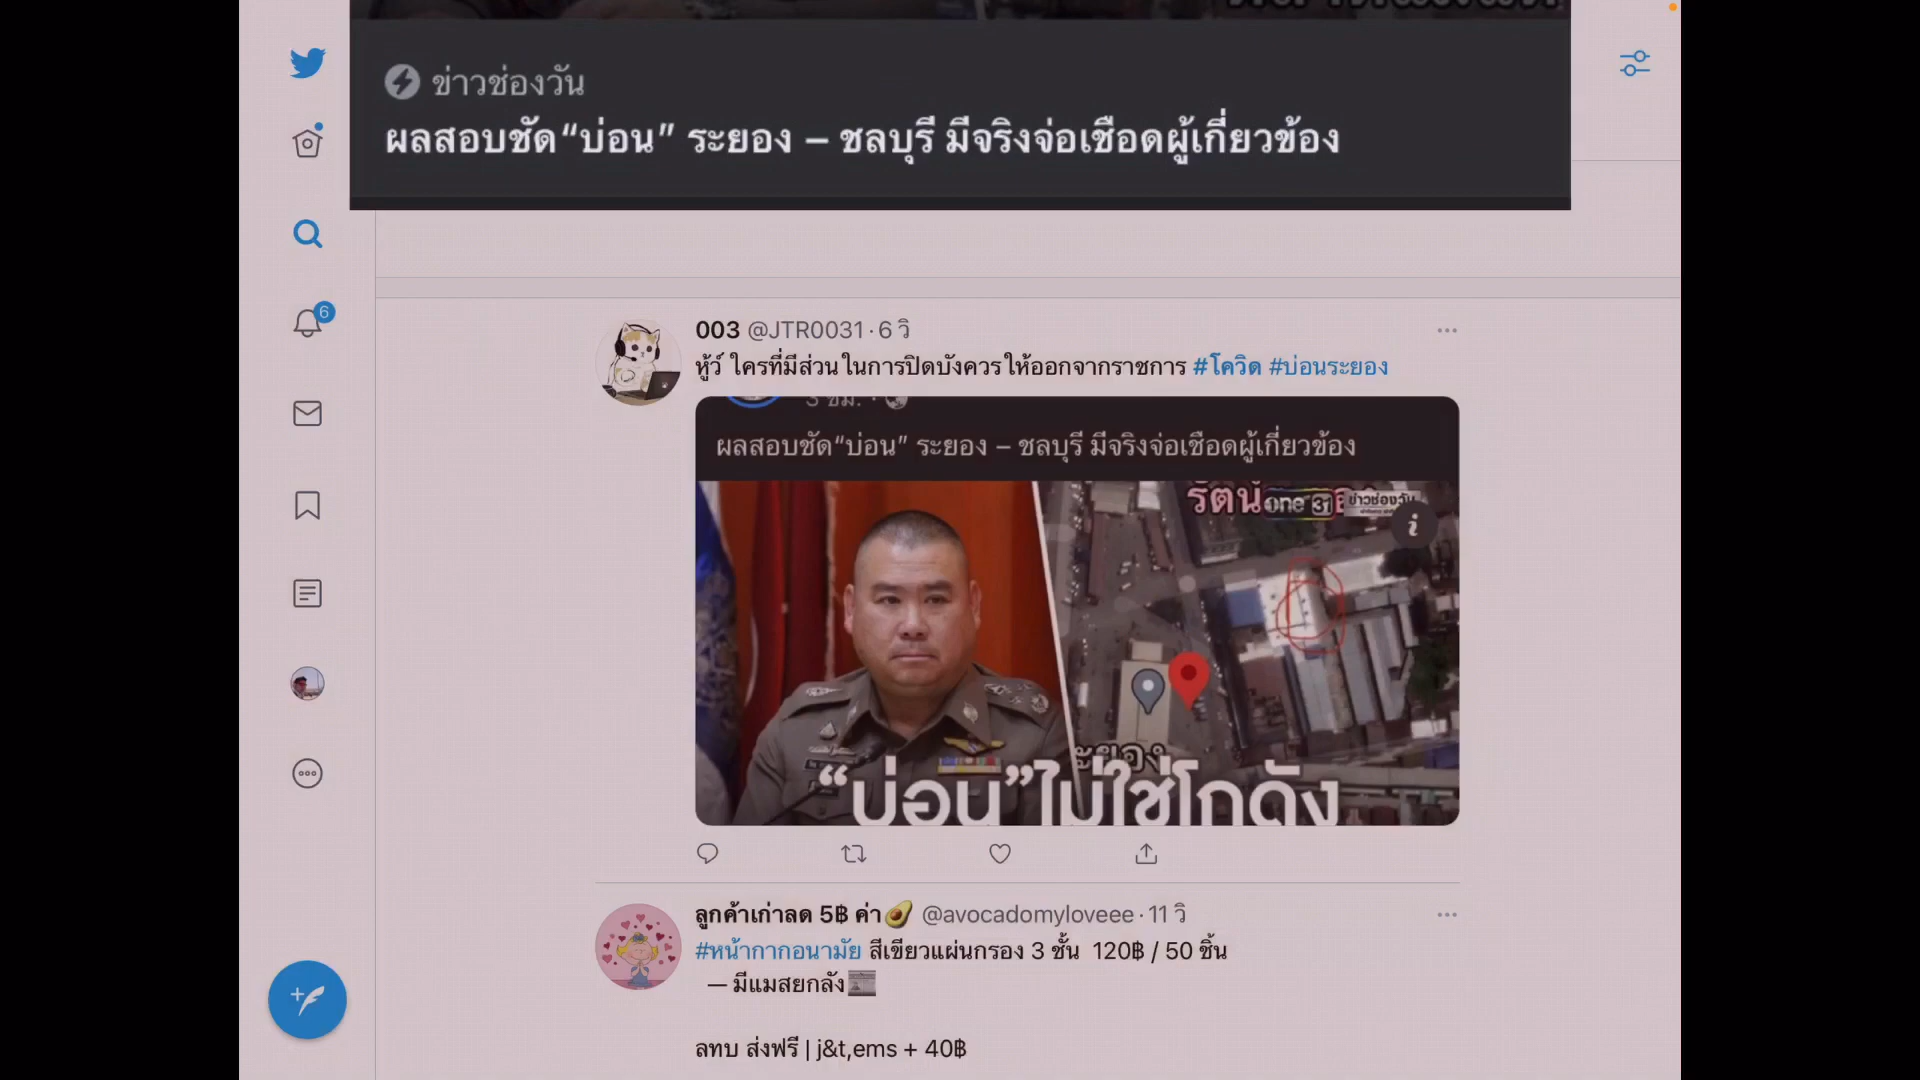 ข่าวช่องวัน
ผลสอบชัด“บ่อน” ระยอง – ชลบุรี มีจริงจ่อเชือดผู้เกี่ยวข้อง
6
003 @JTR0031 · 6 วิ
หู้ว์ ใครที่มีส่วนในการปิดบังควรให้ออกจากราชการ #โควิด #บ่อนระยอง
3 ชม. ·
ผลสอบชัด“บ่อน” ระยอง – ชลบุรี มีจริงจ่อเชือดผู้เกี่ยวข้อง
one 31 ข่าวช่องวัน
i
ระยอง
“บ่อน”ไม่ใช่โกดัง
ลูกค้าเก่าลด 5฿ ค่า🥑 @avocadomyloveee · 11 วิ
#หน้ากากอนามัย สีเขียวแผ่นกรอง 3 ชั้น 120฿ / 50 ชิ้น
— มีแมสยกลัง
ลทบ ส่งฟรี | j&t,ems + 40฿